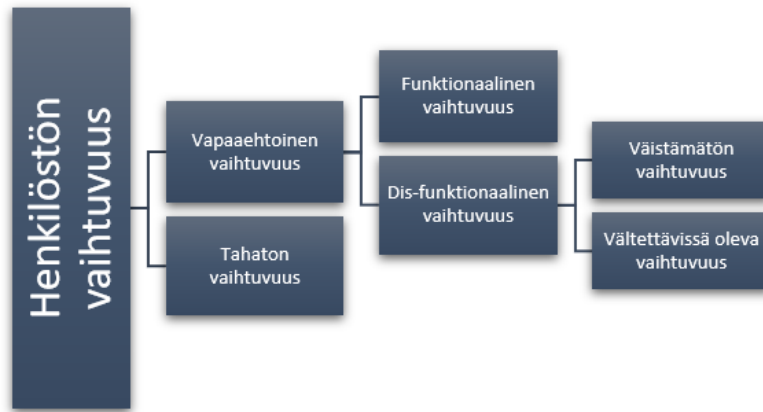 Henkilöstön
vaihtuvuus
Vapaaehtoinen
vaihtuvuus
Tahaton
vaihtuvuus
Funktionaalinen
vaihtuvuus
Dis-funktionaalinen
vaihtuvuus
Väistämätön
vaihtuvuus
Vältettävissä oleva
vaihtuvuus